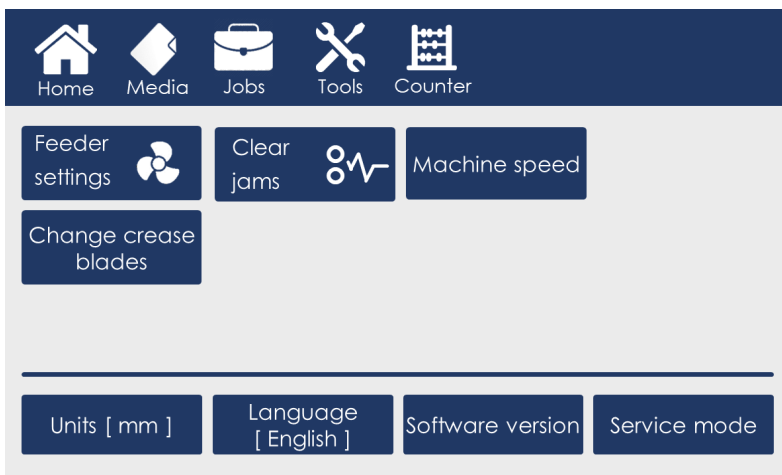 Home Media Jobs Tools Counter
Feeder
settings
Clear
jams
Machine speed
Change crease
blades
Units [ mm ]
Language
[ English ]
Software version
Service mode